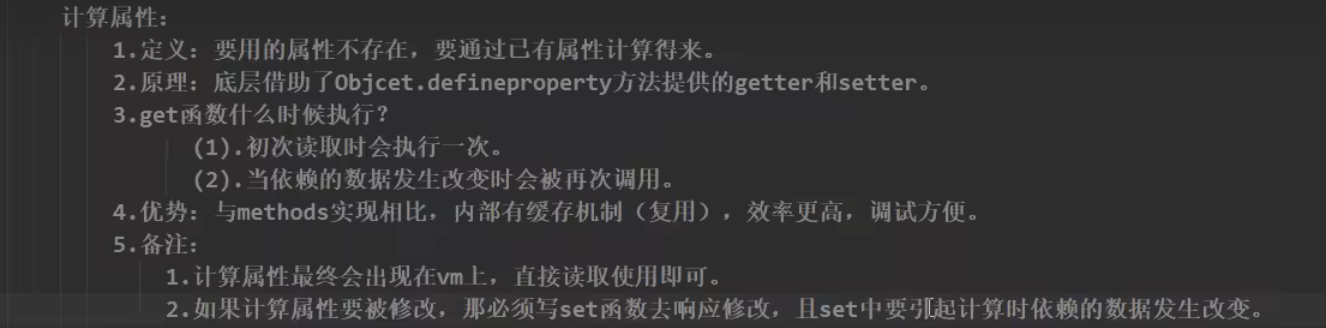 计算属性：
1.定义：要用的属性不存在，要通过已有属性计算得来。
2.原理：底层借助了Objcet.defineproperty方法提供的getter和setter。
3.get函数什么时候执行？
(1).初次读取时会执行一次。
(2).当依赖的数据发生改变时会被再次调用。
4.优势：与methods实现相比，内部有缓存机制（复用），效率更高，调试方便。
5.备注：
1.计算属性最终会出现在vm上，直接读取使用即可。
2.如果计算属性要被修改，那必须写set函数去响应修改，且set中要引起计算时依赖的数据发生改变。